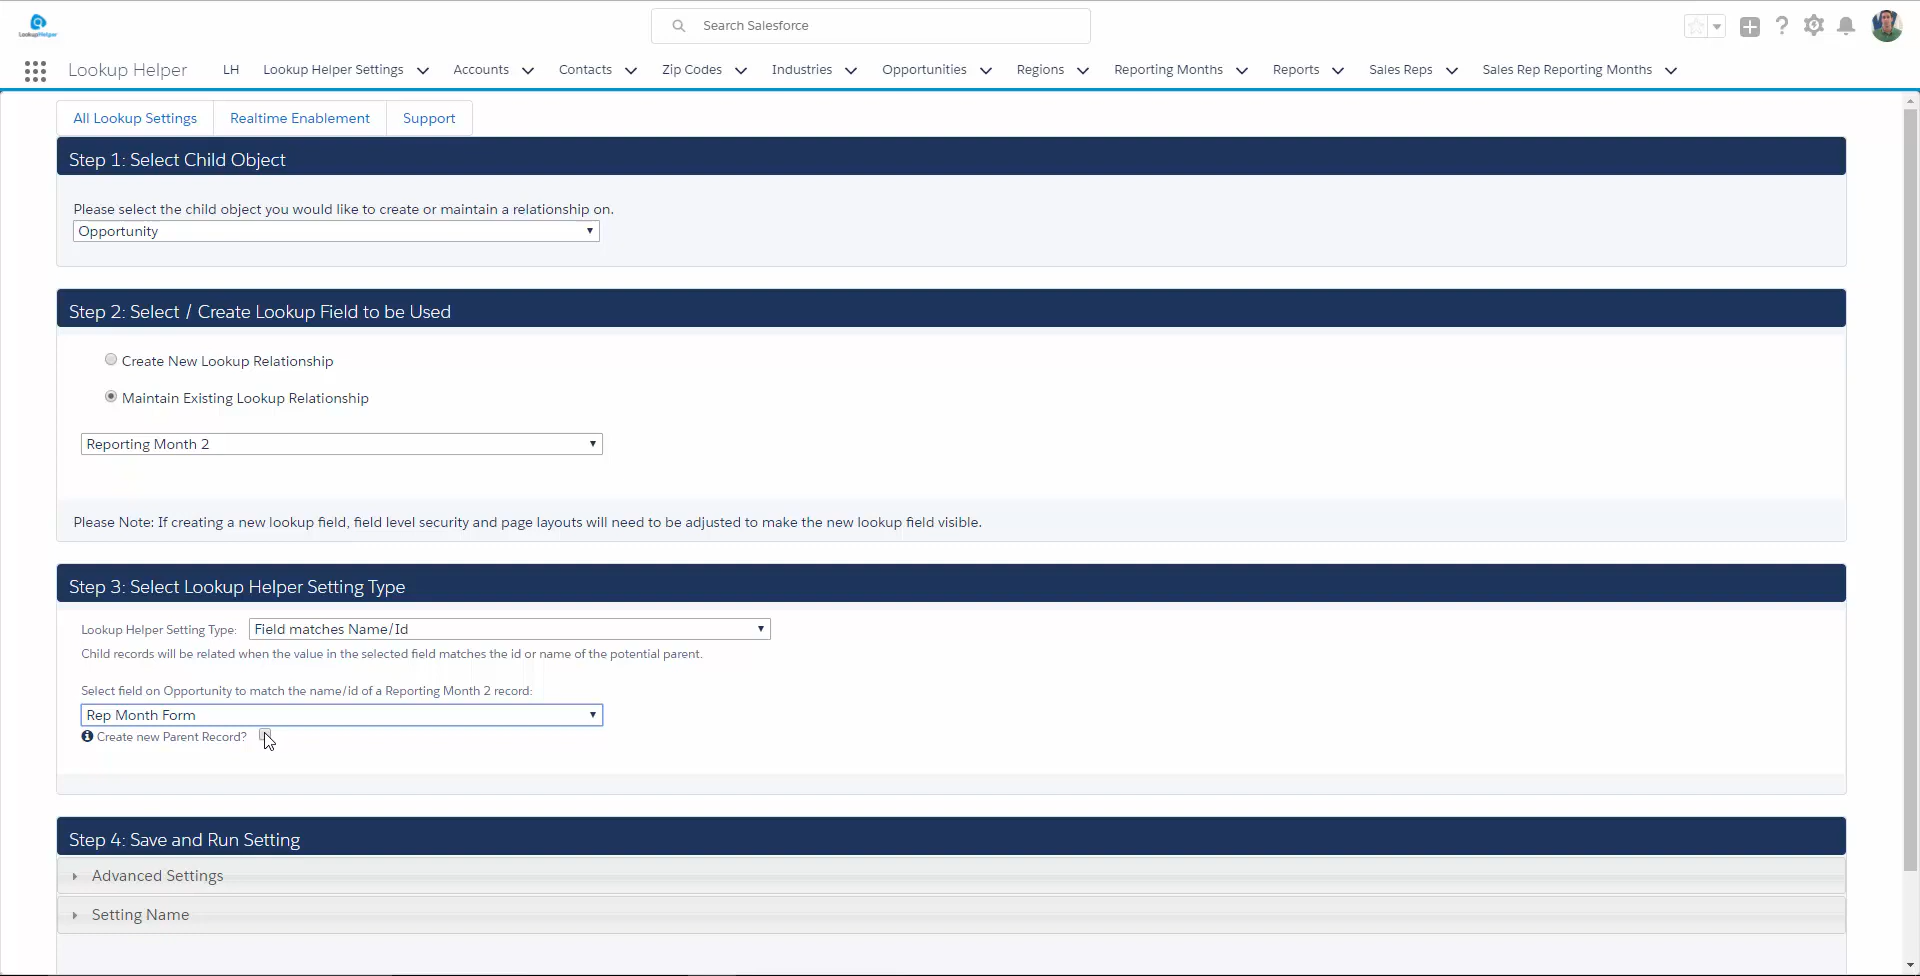 LookupHelper
Search Salesforce
Lookup Helper
LH
Lookup Helper Settings
Accounts
Contacts
Zip Codes
Industries
Opportunities
Regions
Reporting Months
Reports
Sales Reps
Sales Rep Reporting Months
All Lookup Settings
Realtime Enablement
Support
Step 1: Select Child Object
Please select the child object you would like to create or maintain a relationship on.
Opportunity
Step 2: Select / Create Lookup Field to be Used
Create New Lookup Relationship
Maintain Existing Lookup Relationship
Reporting Month 2
Please Note: If creating a new lookup field, field level security and page layouts will need to be adjusted to make the new lookup field visible.
Step 3: Select Lookup Helper Setting Type
Lookup Helper Setting Type: Field matches Name/Id
Child records will be related when the value in the selected field matches the id or name of the potential parent.
Select field on Opportunity to match the name/id of a Reporting Month 2 record:
Rep Month Form
Create new Parent Record?
Step 4: Save and Run Setting
Advanced Settings
Setting Name